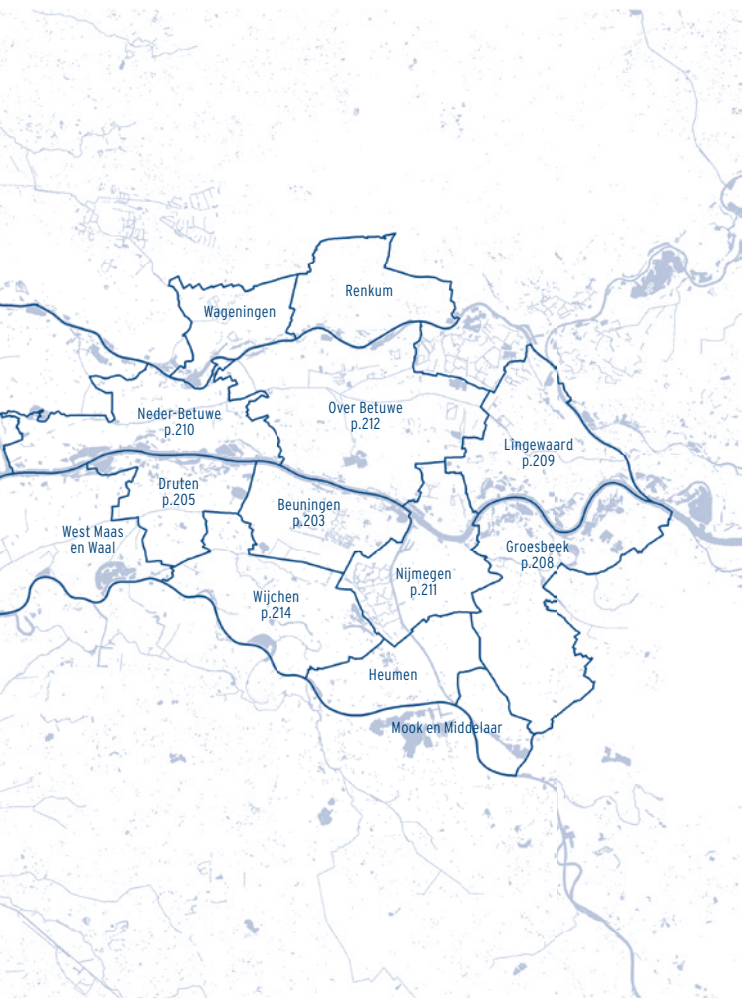 Renkum
Wageningen
Neder-Betuwe
p.210
Over Betuwe
p.212
Lingewaard
p.209
Druten
p.205
Beuningen
p.203
West Maas
en Waal
Groesbeek
p.208
Nijmegen
p.211
Wijchen
p.214
Heumen
Mook en Middelaar